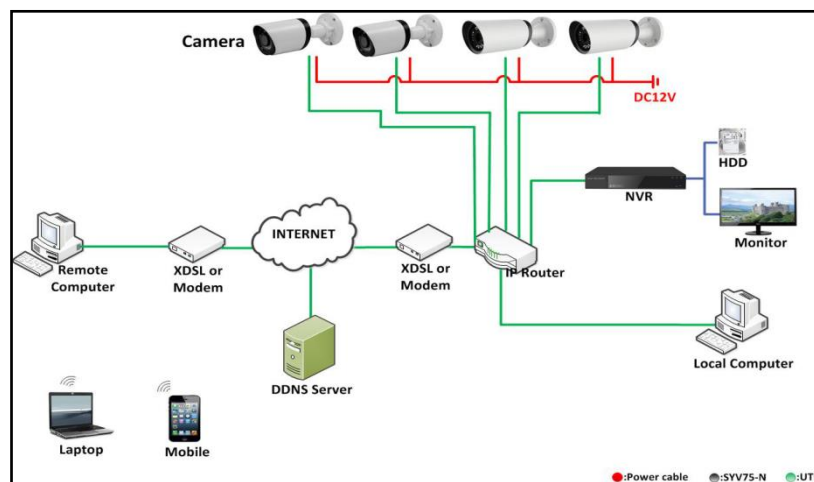 Camera
DC12V
HDD
NVR
Monitor
INTERNET
Remote
Computer
XDSL or
Modem
XDSL or
Modem
IP Router
DDNS Server
Local Computer
Laptop
Mobile
:Power cable :SYV75-N :UT